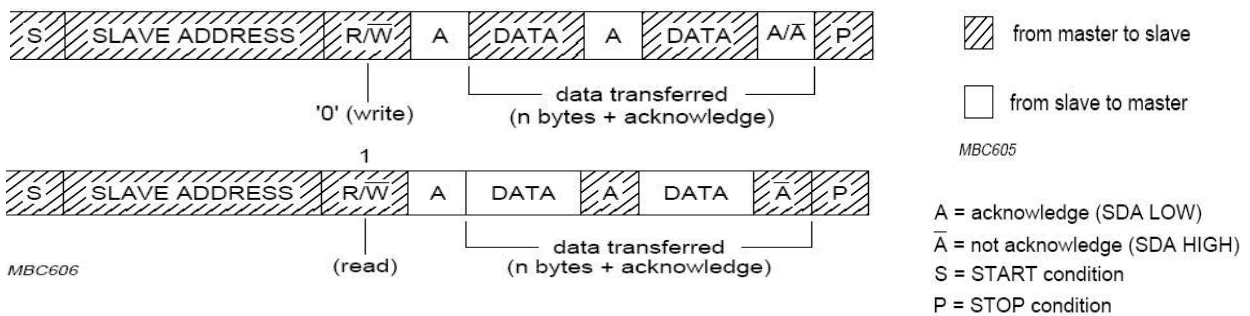 S SLAVE ADDRESS R/W̅ A DATA A DATA A/A̅ P
'0' (write)
data transferred
(n bytes + acknowledge)
1
S SLAVE ADDRESS R/W̅ A DATA A DATA A̅ P
(read)
data transferred
(n bytes + acknowledge)
MBC606
from master to slave
from slave to master
MBC605
A = acknowledge (SDA LOW)
A̅ = not acknowledge (SDA HIGH)
S = START condition
P = STOP condition